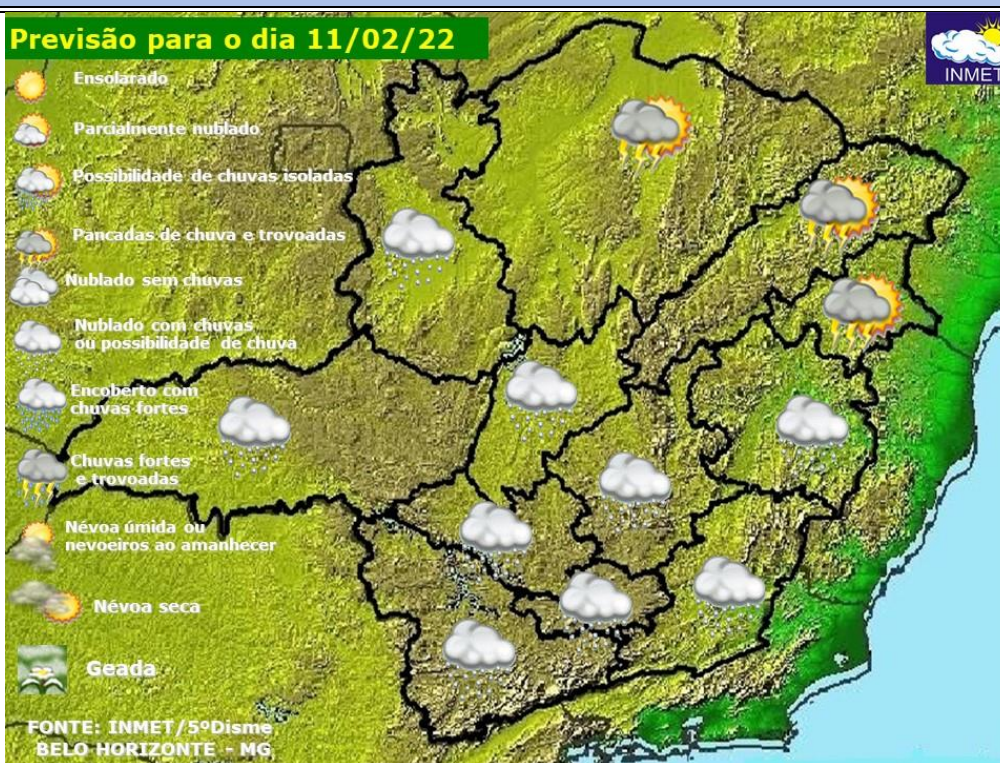 Previsão para o dia 11/02/22
INMET
Ensolarado
Parcialmente nublado
Possibilidade de chuvas isoladas
Pancadas de chuva e trovoadas
Nublado sem chuvas
Nublado com chuvas
ou possibilidade de chuva
Encoberto com
chuvas fortes
Chuvas fortes
e trovoadas
Névoa úmida ou
nevoeiros ao amanhecer
Névoa seca
Geada
FONTE: INMET/5ºDisme
BELO HORIZONTE - MG